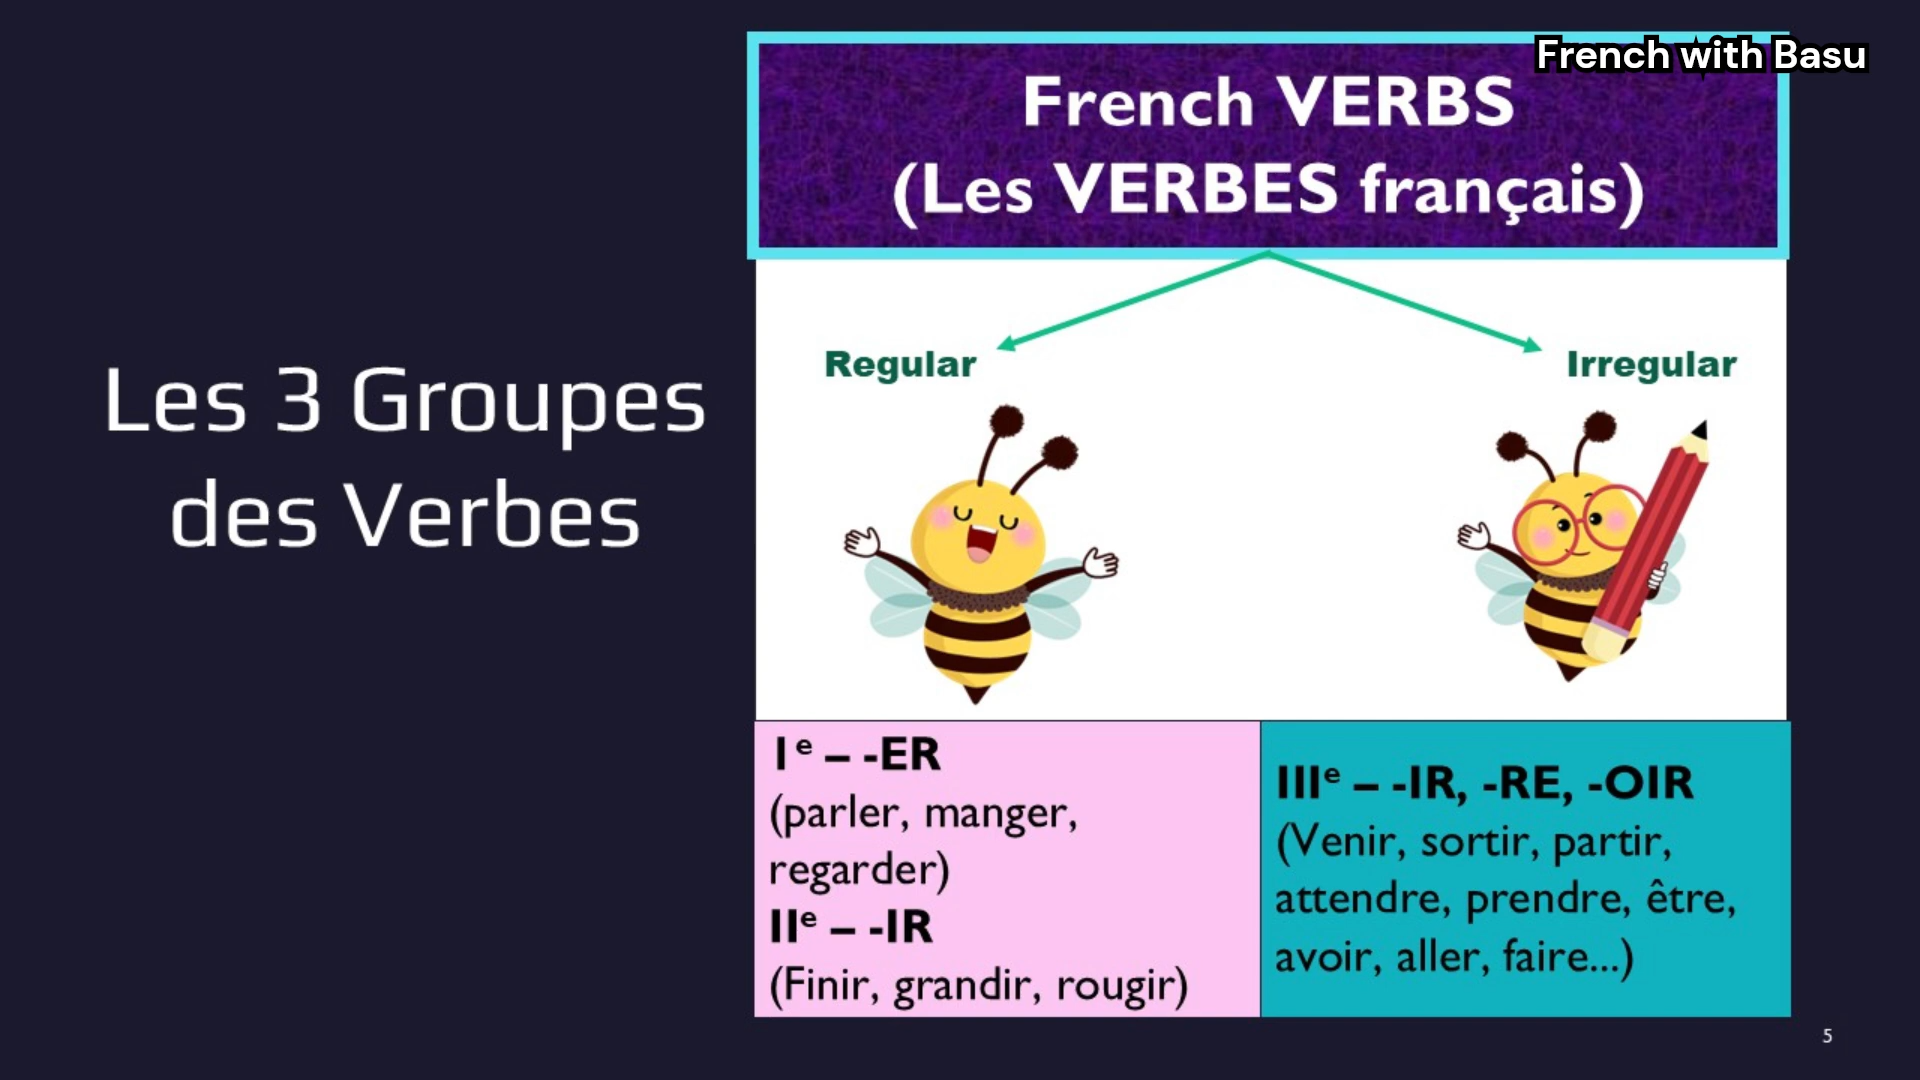 French with Basu
French VERBS
(Les VERBES français)
Les 3 Groupes
des Verbes
Regular
Irregular
Iᵉ – -ER
(parler, manger,
regarder)
IIᵉ – -IR
(Finir, grandir, rougir)
IIIᵉ – -IR, -RE, -OIR
(Venir, sortir, partir,
attendre, prendre, être,
avoir, aller, faire...)
5